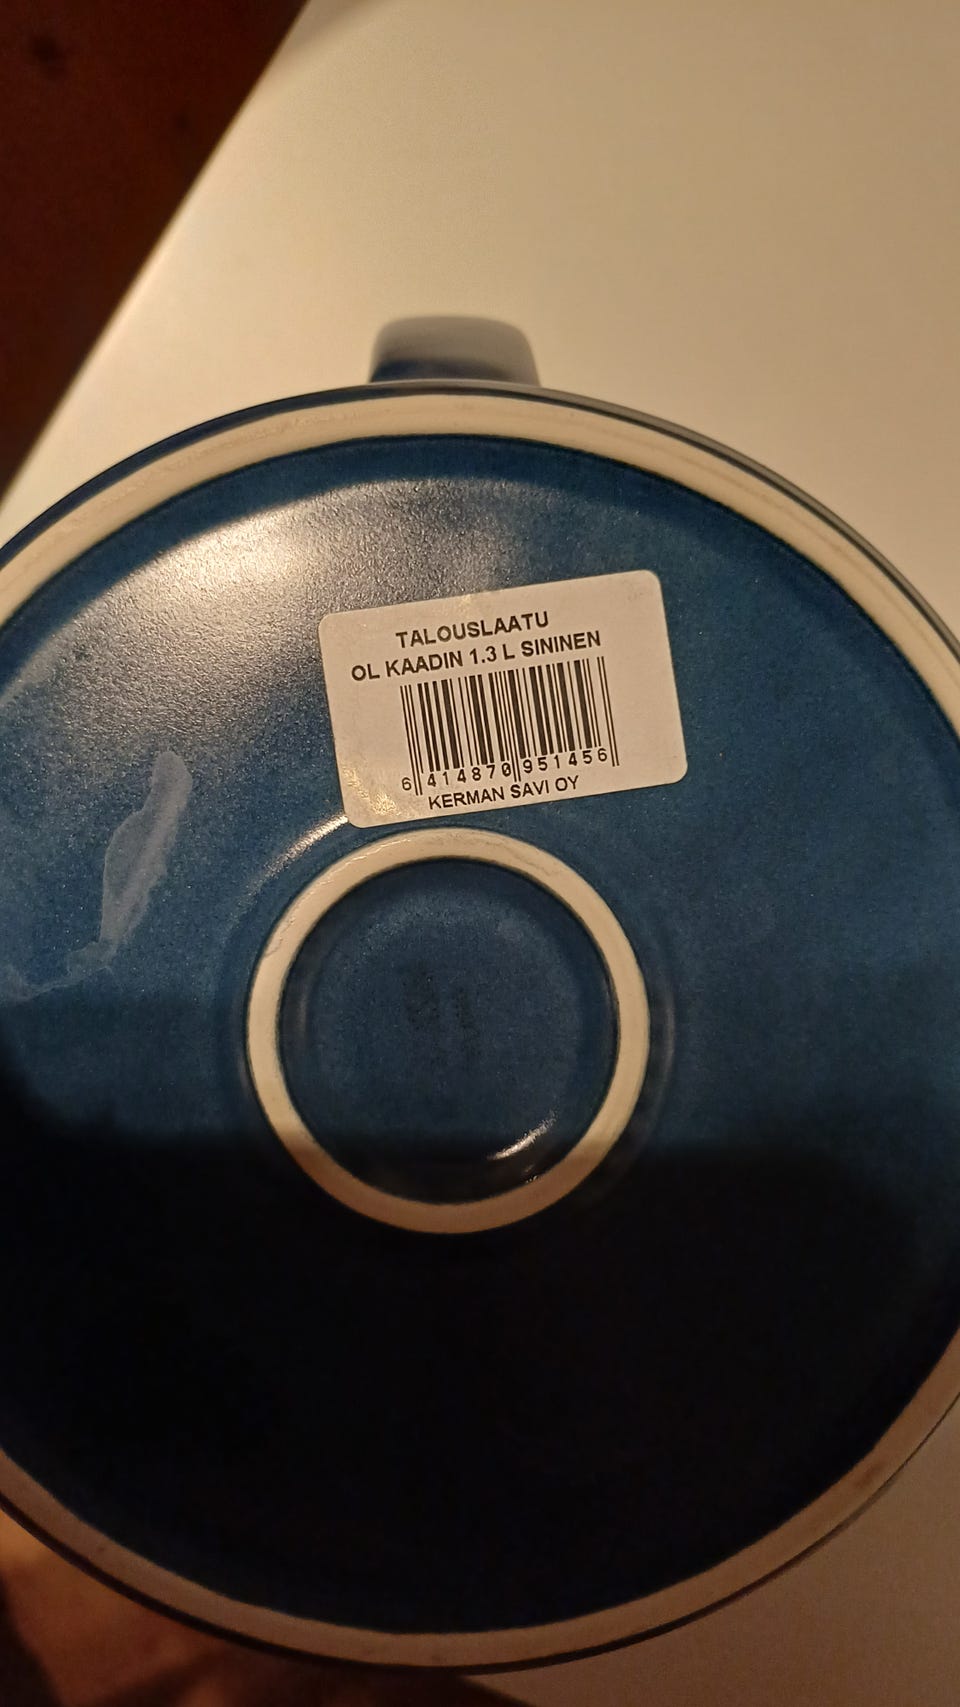 TALOUSLAATU
OL KAADIN 1.3 L SININEN
6 414870 951456
KERMAN SAVI OY